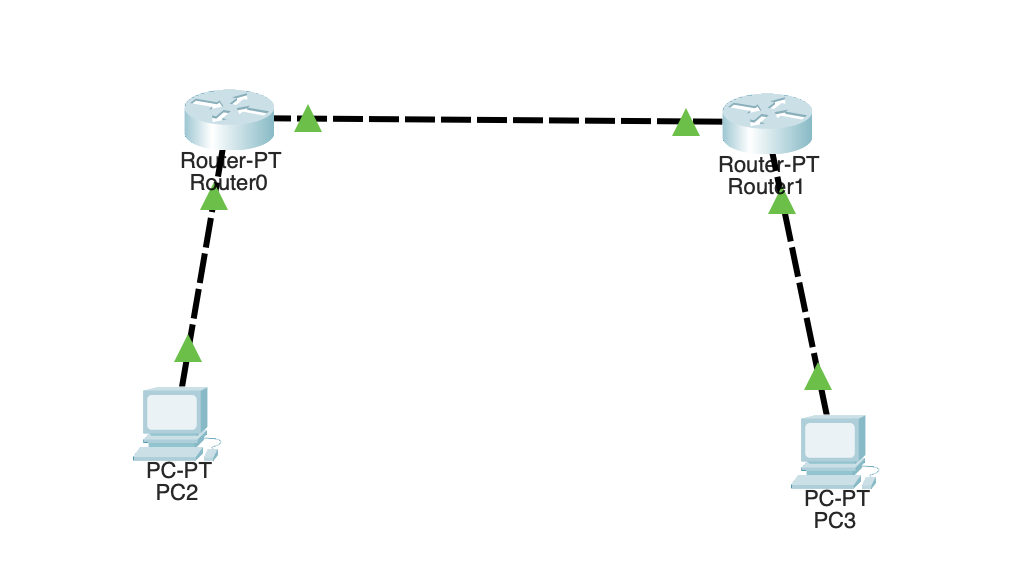 Router-PT
Router0
Router-PT
Router1
PC-PT
PC2
PC-PT
PC3